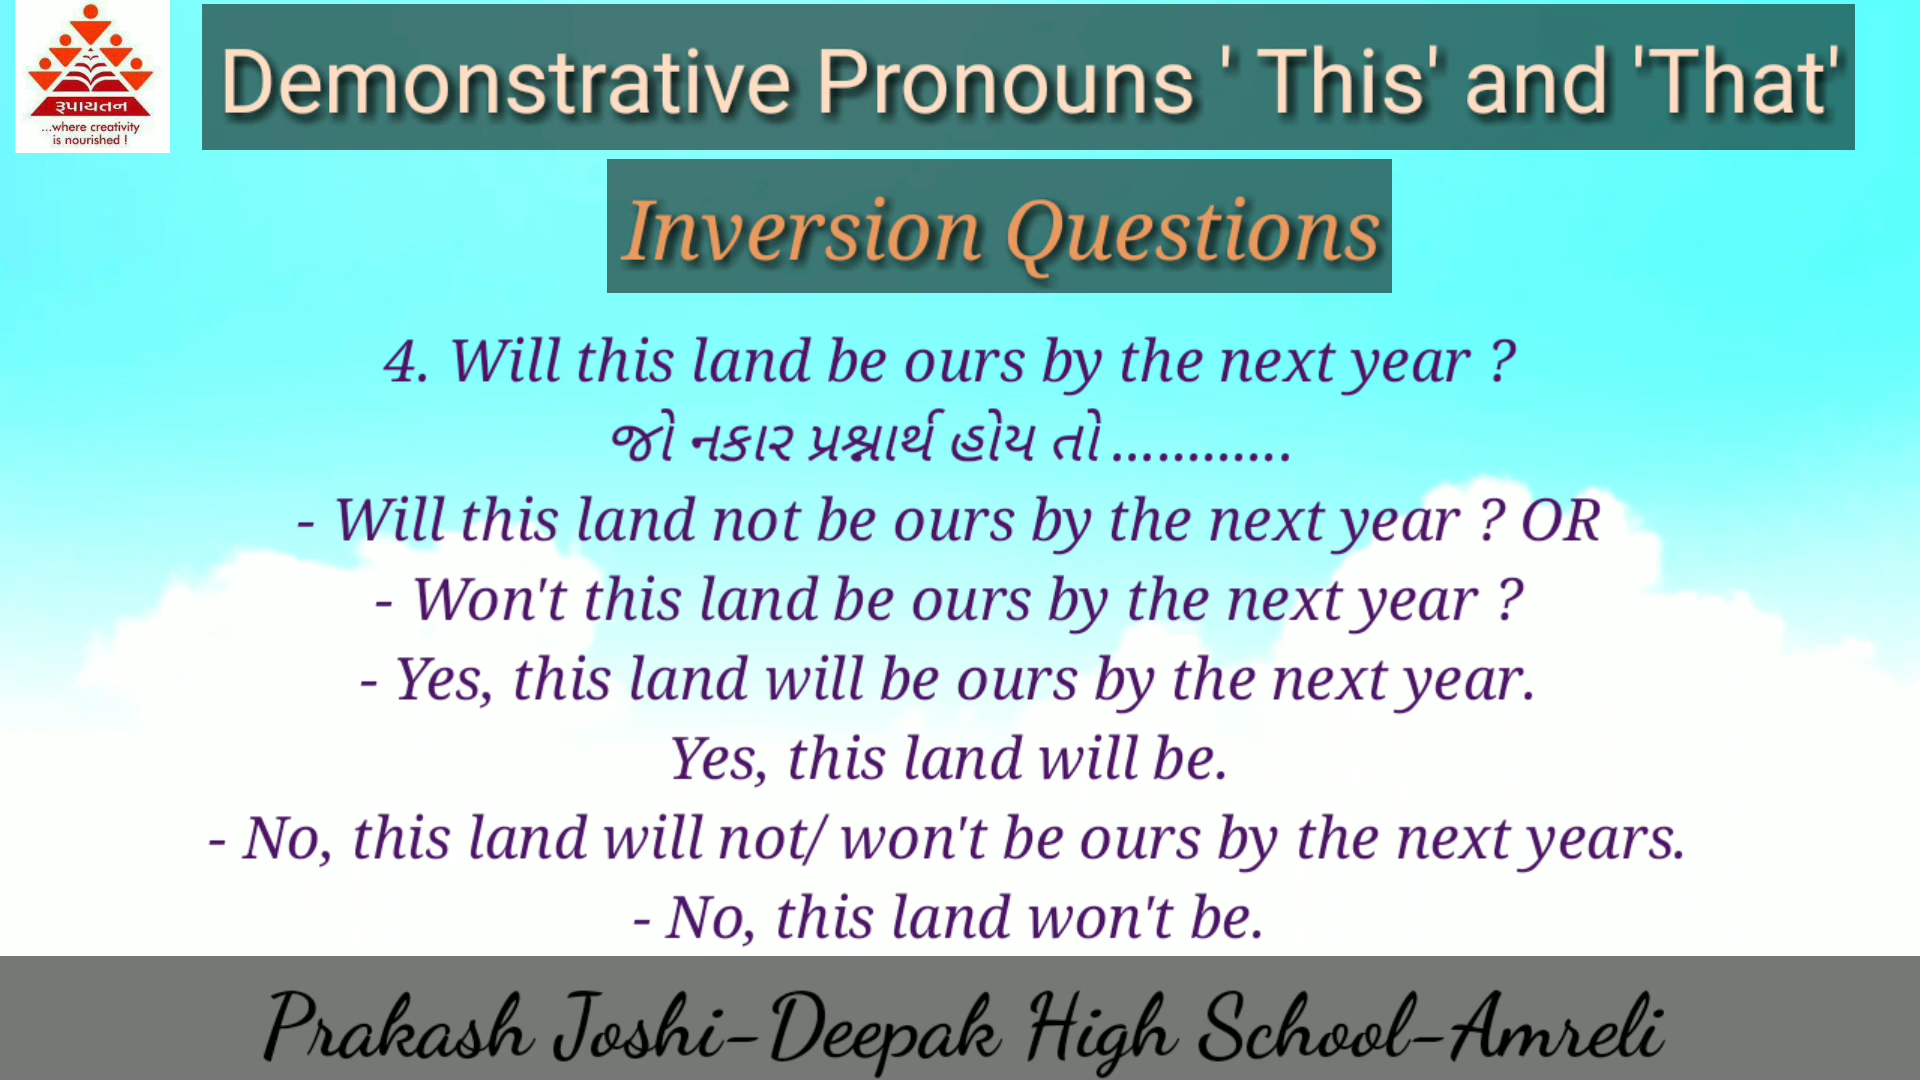 રૂપાયતન
...where creativity
is nourished !
Demonstrative Pronouns ' This' and 'That'
Inversion Questions
4. Will this land be ours by the next year ?
જો નકાર પ્રશ્નાર્થ હોય તો ............
- Will this land not be ours by the next year ? OR
- Won't this land be ours by the next year ?
- Yes, this land will be ours by the next year.
Yes, this land will be.
- No, this land will not/ won't be ours by the next years.
- No, this land won't be.
Prakash Joshi-Deepak High School-Amreli